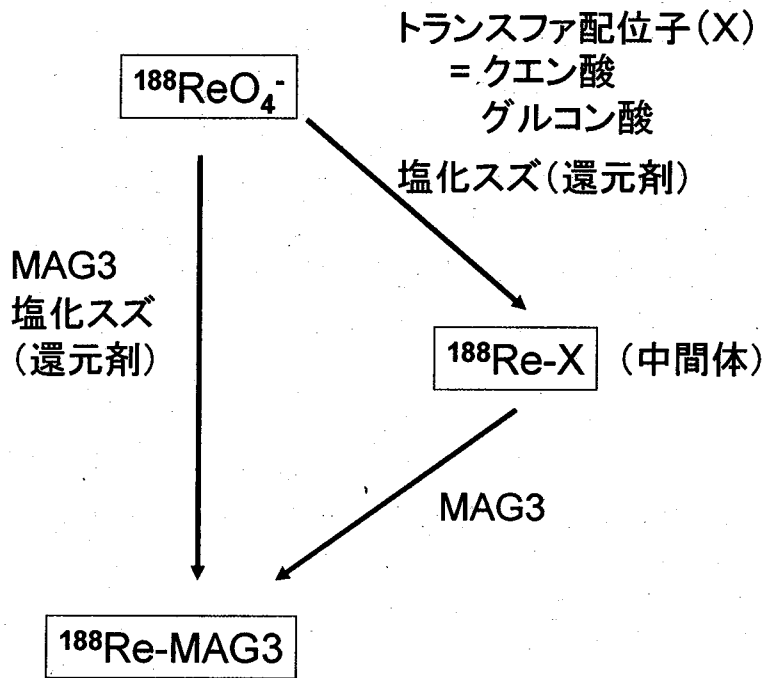 トランスファ配位子(X)
= クエン酸
グルコン酸
¹⁸⁸ReO₄⁻
塩化スズ(還元剤)
MAG3
塩化スズ
(還元剤)
¹⁸⁸Re-X (中間体)
MAG3
¹⁸⁸Re-MAG3